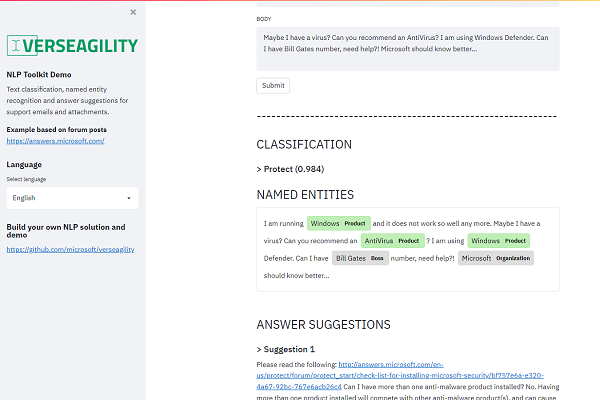 ×
VERSEAGILITY
NLP Toolkit Demo
Text classification, named entity
recognition and answer suggestions for
support emails and attachments.
Example based on forum posts
https://answers.microsoft.com/
Language
Select language
English
Build your own NLP solution and
demo
https://github.com/microsoft/verseagility
BODY
Maybe I have a virus? Can you recommend an AntiVirus? I am using Windows Defender. Can
I have Bill Gates number, need help?! Microsoft should know better...
Submit
CLASSIFICATION
> Protect (0.984)
NAMED ENTITIES
I am running Windows Product and it does not work so well any more. Maybe I have a
virus? Can you recommend an AntiVirus Product ? I am using Windows Product
Defender. Can I have Bill Gates Boss number, need help?! Microsoft Organization
should know better...
ANSWER SUGGESTIONS
> Suggestion 1
Please read the following: http://answers.microsoft.com/en-
us/protect/forum/protect_start/check-list-for-installing-microsoft-security/bf757e6a-e320-
4da67-92bc-767e6acb26c4 Can I have more than one anti-malware product installed? No. Having
more than one product installed will compete with other anti-malware product(s), and can cause